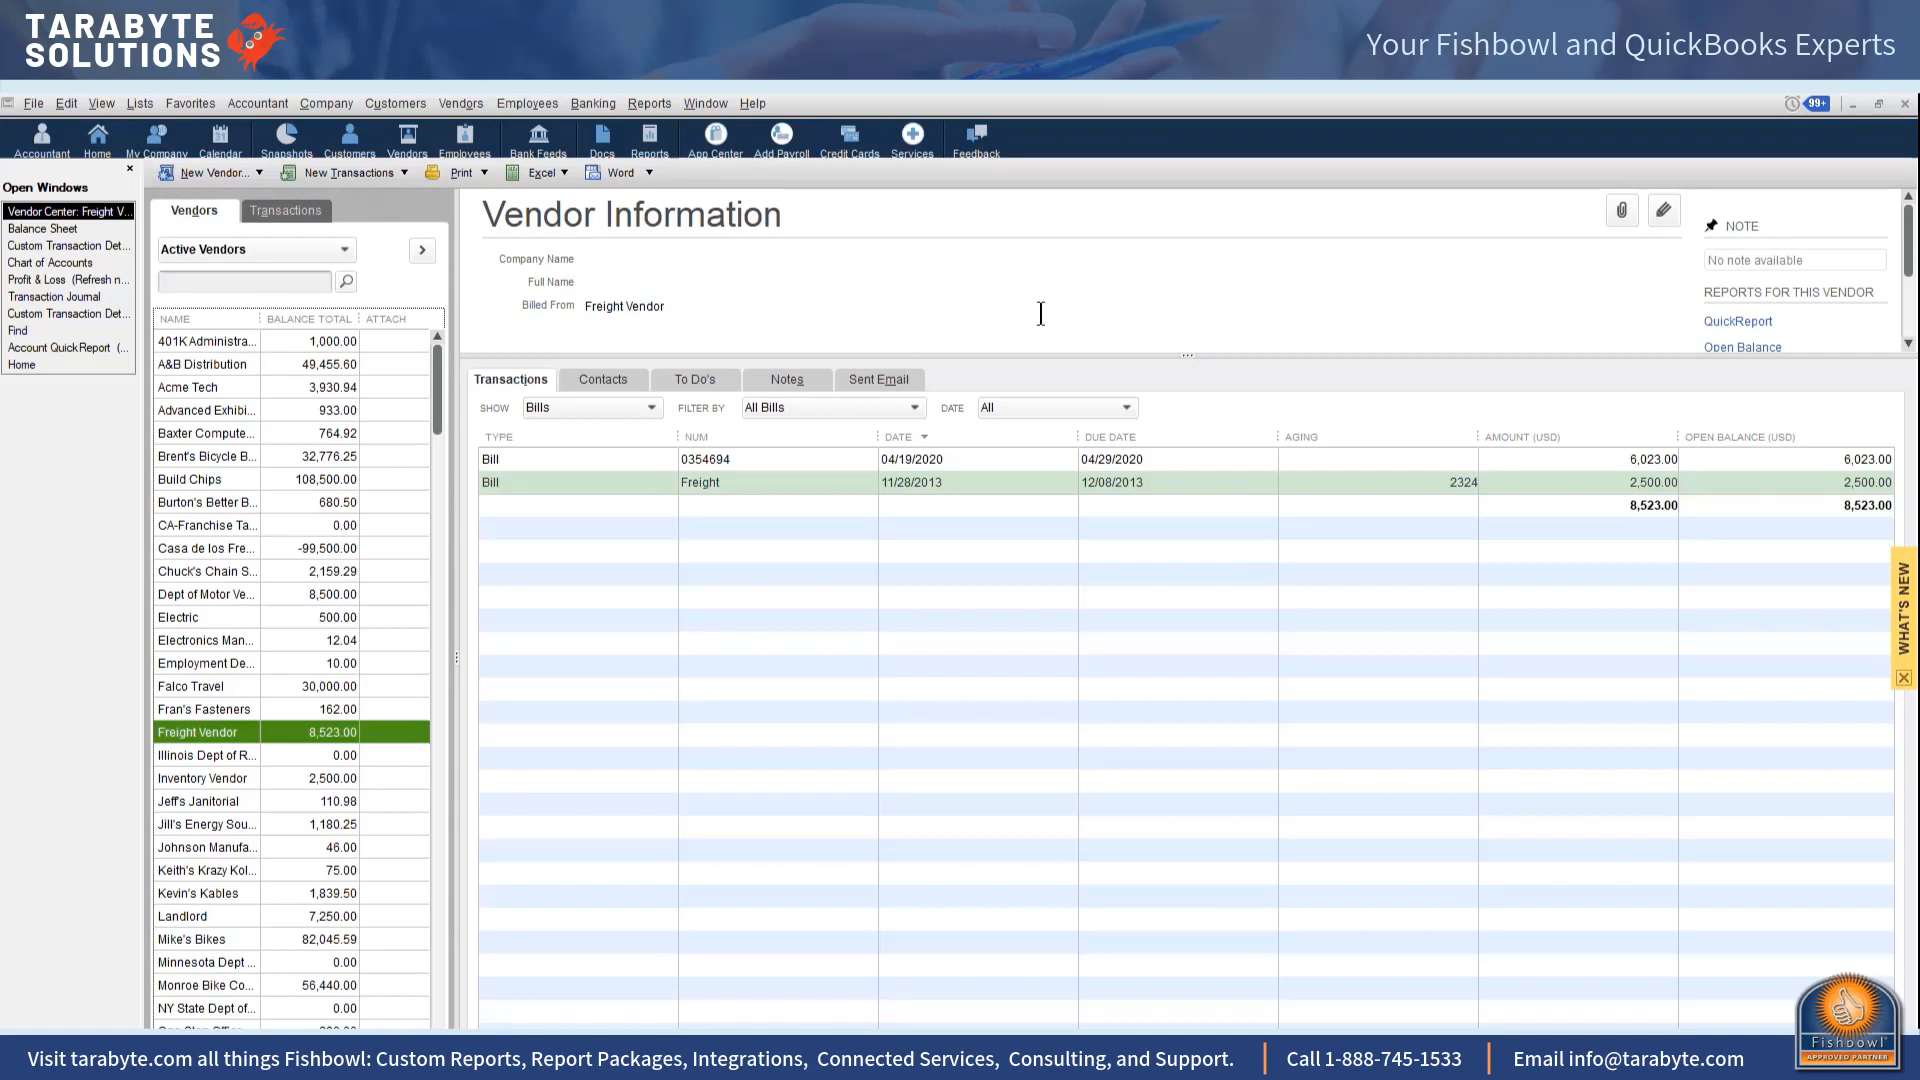 TARABYTE
SOLUTIONS
Your Fishbowl and QuickBooks Experts
File Edit View Lists Favorites Accountant Company Customers Vendors Employees Banking Reports Window Help
99+
Accountant Home My Company Calendar Snapshots Customers Vendors Employees Bank Feeds Docs Reports App Center Add Payroll Credit Cards Services Feedback
New Vendor... New Transactions Print Excel Word
Open Windows
Vendor Center: Freight V...
Balance Sheet
Custom Transaction Det...
Chart of Accounts
Profit & Loss (Refresh n...
Transaction Journal
Custom Transaction Det...
Find
Account QuickReport (...
Home
Vendors Transactions
Active Vendors
NAME BALANCE TOTAL ATTACH
401K Administra... 1,000.00
A&B Distribution 49,455.60
Acme Tech 3,930.94
Advanced Exhibi... 933.00
Baxter Compute... 764.92
Brent's Bicycle B... 32,776.25
Build Chips 108,500.00
Burton's Better B... 680.50
CA-Franchise Ta... 0.00
Casa de los Fre... -99,500.00
Chuck's Chain S... 2,159.29
Dept of Motor Ve... 8,500.00
Electric 500.00
Electronics Man... 12.04
Employment De... 10.00
Falco Travel 30,000.00
Fran's Fasteners 162.00
Freight Vendor 8,523.00
Illinois Dept of R... 0.00
Inventory Vendor 2,500.00
Jeff's Janitorial 110.98
Jill's Energy Sou... 1,180.25
Johnson Manufa... 46.00
Keith's Krazy Kol... 75.00
Kevin's Kables 1,839.50
Landlord 7,250.00
Mike's Bikes 82,045.59
Minnesota Dept ... 0.00
Monroe Bike Co... 56,440.00
NY State Dept of... 0.00
Vendor Information
Company Name
Full Name
Billed From Freight Vendor
NOTE
No note available
REPORTS FOR THIS VENDOR
QuickReport
Open Balance
Transactions Contacts To Do's Notes Sent Email
SHOW Bills FILTER BY All Bills DATE All
TYPE NUM DATE DUE DATE AGING AMOUNT (USD) OPEN BALANCE (USD)
Bill 0354694 04/19/2020 04/29/2020 6,023.00 6,023.00
Bill Freight 11/28/2013 12/08/2013 2324 2,500.00 2,500.00
8,523.00 8,523.00
WHAT'S NEW
Fishbowl
APPROVED PARTNER
Visit tarabyte.com all things Fishbowl: Custom Reports, Report Packages, Integrations, Connected Services, Consulting, and Support. Call 1-888-745-1533 Email info@tarabyte.com